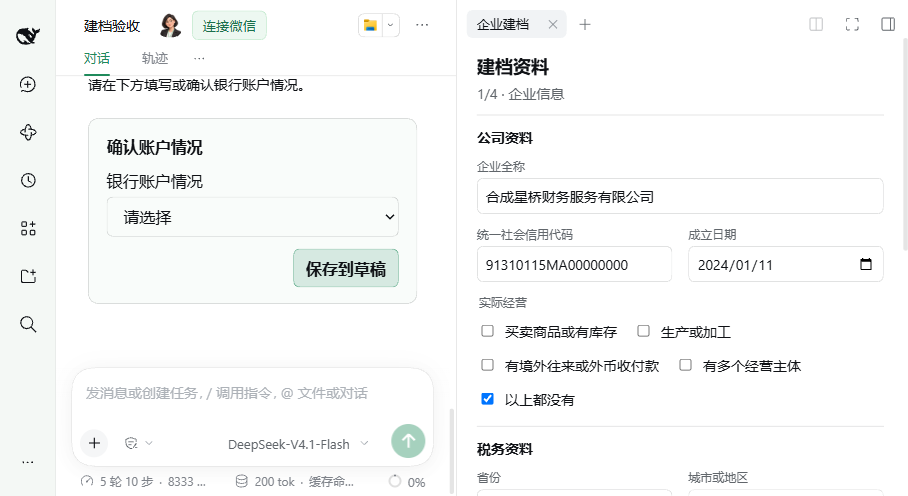 建档验收
连接微信
...
对话
轨迹
...
请在下方填写或确认银行账户情况。
确认账户情况
银行账户情况
请选择
保存到草稿
发消息或创建任务, / 调用指令, @ 文件或对话
DeepSeek-V4.1-Flash
5 轮 10 步 · 8333 ...
200 tok · 缓存命...
0%
企业建档
建档资料
1/4 · 企业信息
公司资料
企业全称
合成星桥财务服务有限公司
统一社会信用代码
成立日期
91310115MA00000000
2024/01/11
实际经营
买卖商品或有库存
生产或加工
有境外往来或外币收付款
有多个经营主体
以上都没有
税务资料
省份
城市或地区